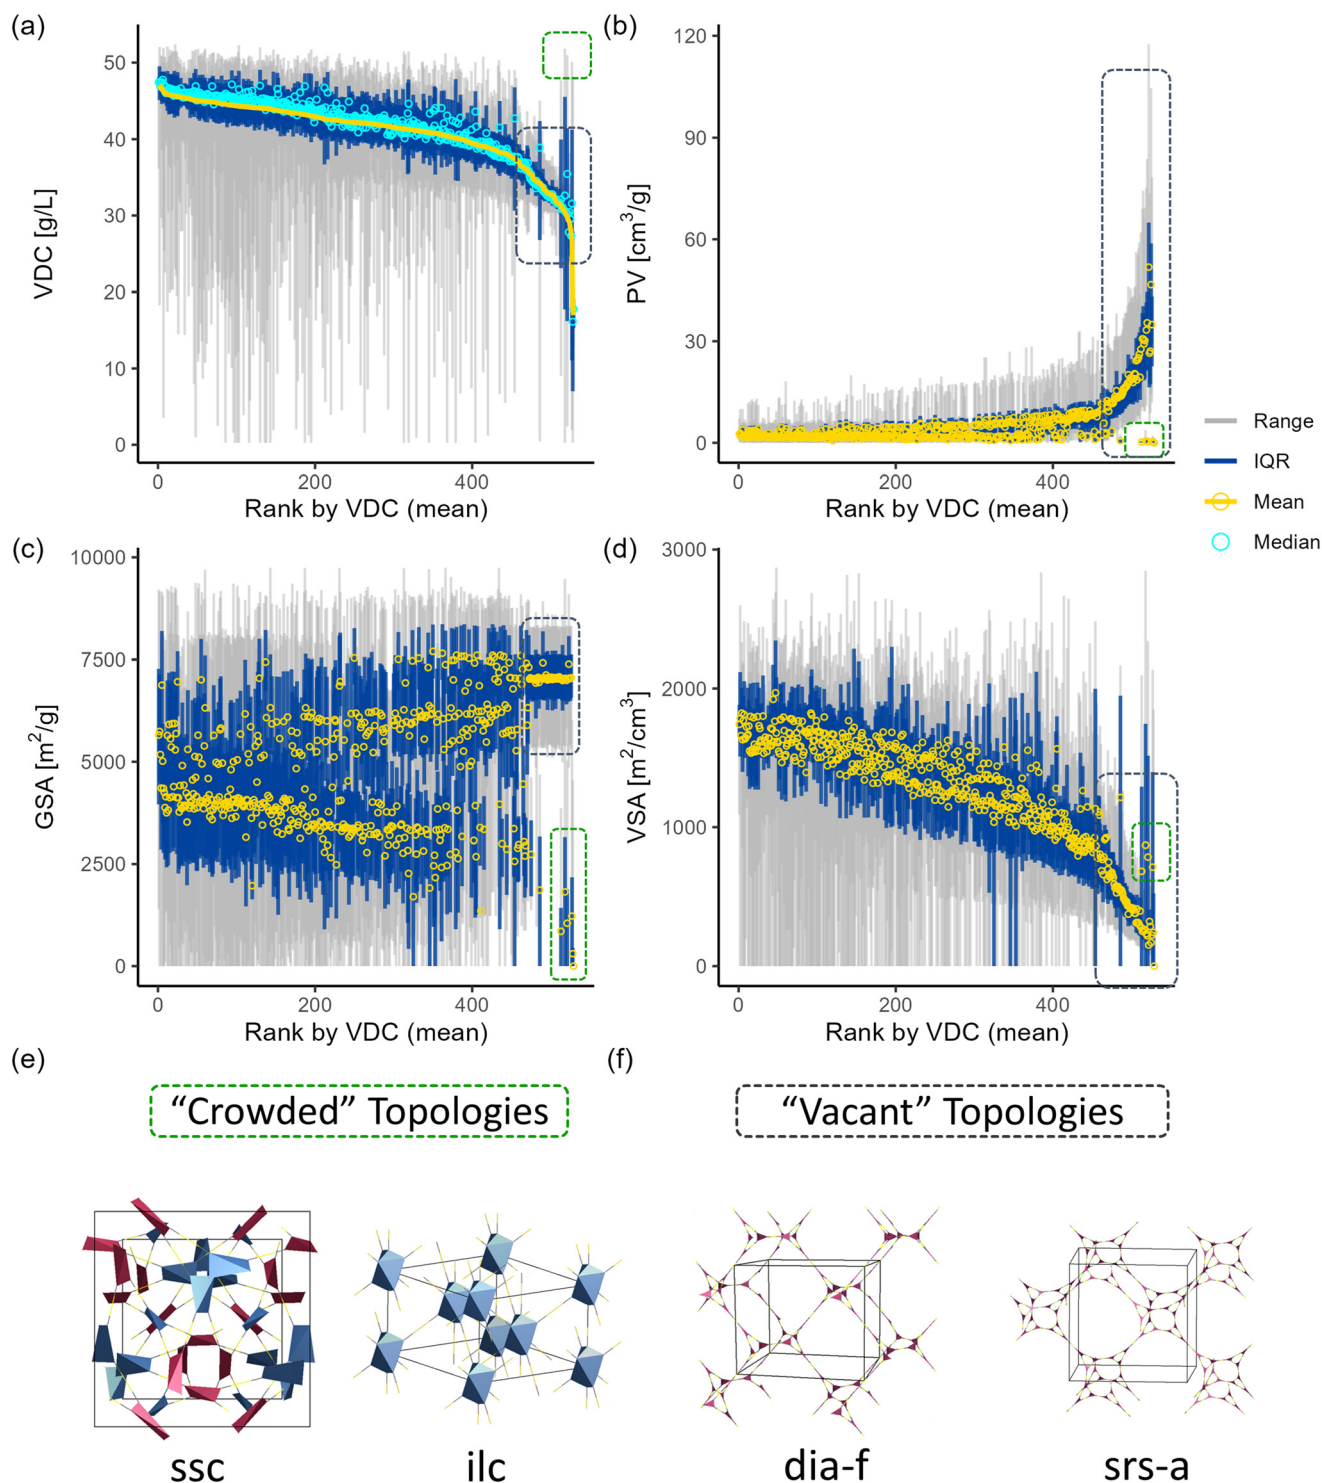 (a)
VDC [g/L]
50
40
30
20
10
0
0
200
400
Rank by VDC (mean)
(b)
PV [cm³/g]
120
90
60
30
0
0
200
400
Rank by VDC (mean)
Range
IQR
Mean
Median
(c)
GSA [m²/g]
10000
7500
5000
2500
0
0
200
400
Rank by VDC (mean)
(d)
VSA [m²/cm³]
3000
2000
1000
0
0
200
400
Rank by VDC (mean)
(e)
“Crowded” Topologies
ssc
ilc
(f)
“Vacant” Topologies
dia-f
srs-a